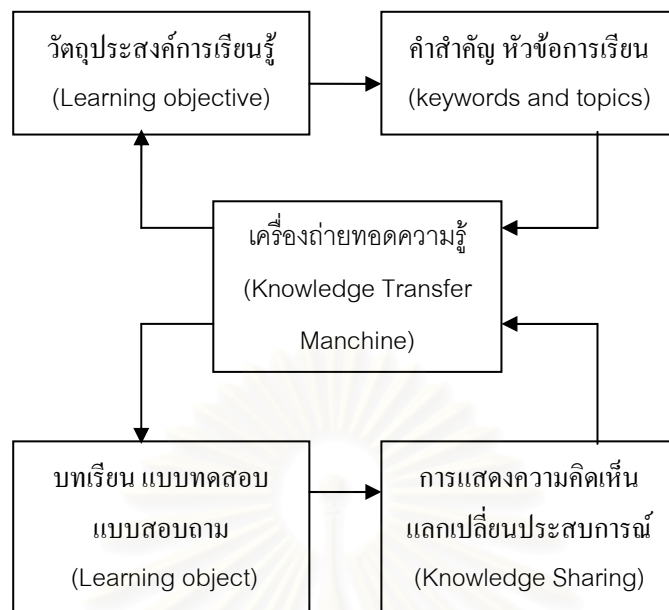 วัตถุประสงค์การเรียนรู้
(Learning objective)
คำสำคัญ หัวข้อการเรียน
(keywords and topics)
เครื่องถ่ายทอดความรู้
(Knowledge Transfer
Manchine)
บทเรียน แบบทดสอบ
แบบสอบถาม
(Learning object)
การแสดงความคิดเห็น
แลกเปลี่ยนประสบการณ์
(Knowledge Sharing)